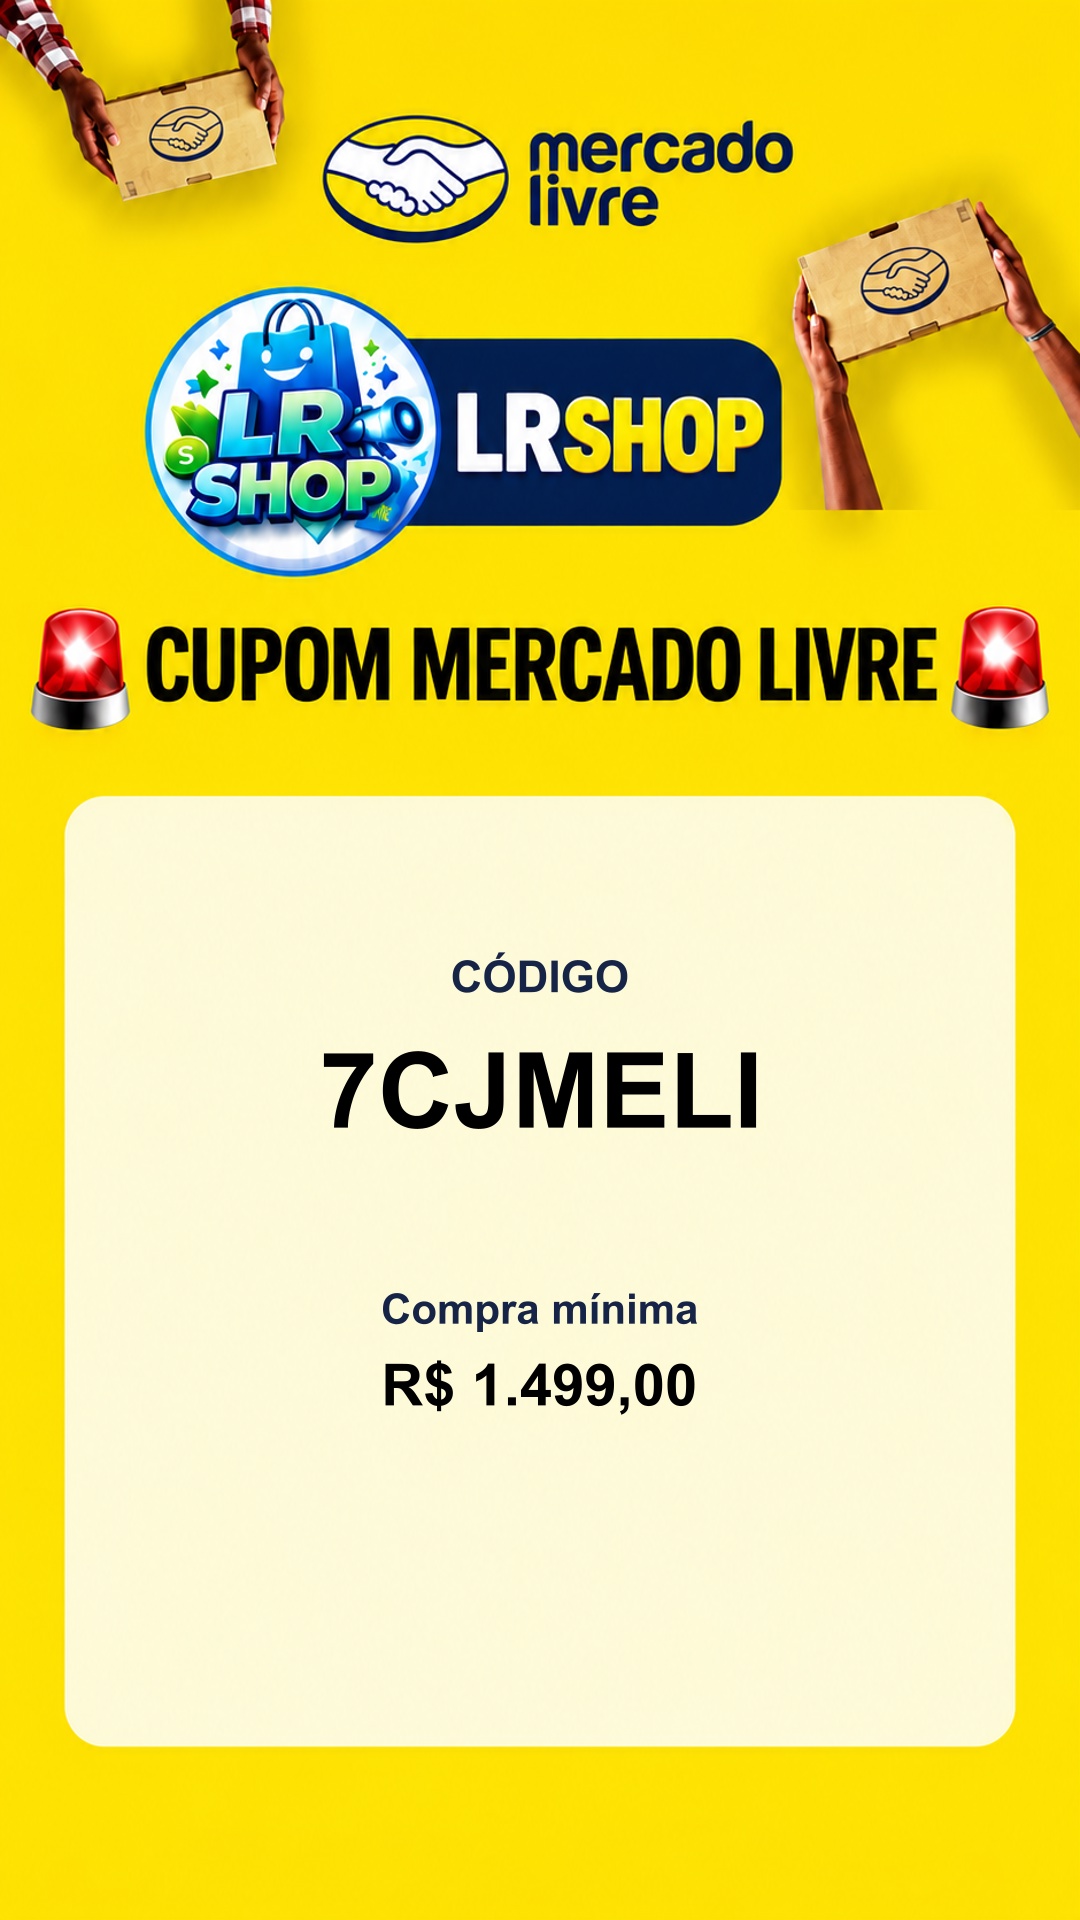 mercado
livre
LR
SHOP
S
LRSHOP
CUPOM MERCADO LIVRE
CÓDIGO
7CJMELI
Compra mínima
R$ 1.499,00